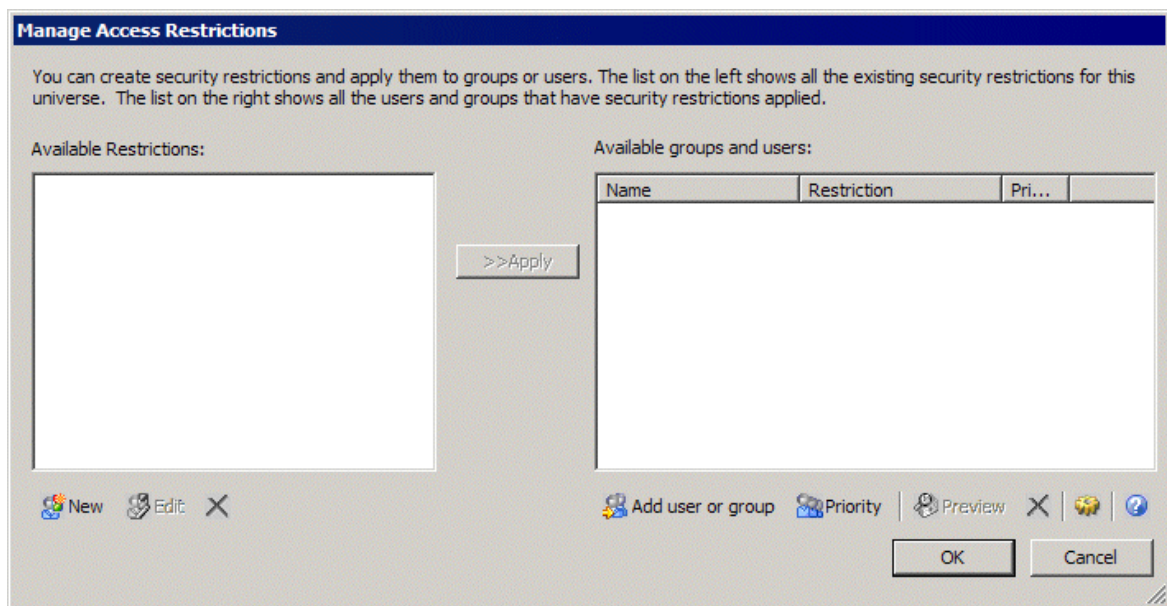 Manage Access Restrictions
You can create security restrictions and apply them to groups or users. The list on the left shows all the existing security restrictions for this
universe. The list on the right shows all the users and groups that have security restrictions applied.
Available Restrictions:
Available groups and users:
Name Restriction Pri...
>>Apply
New Edit
Add user or group Priority Preview
OK Cancel